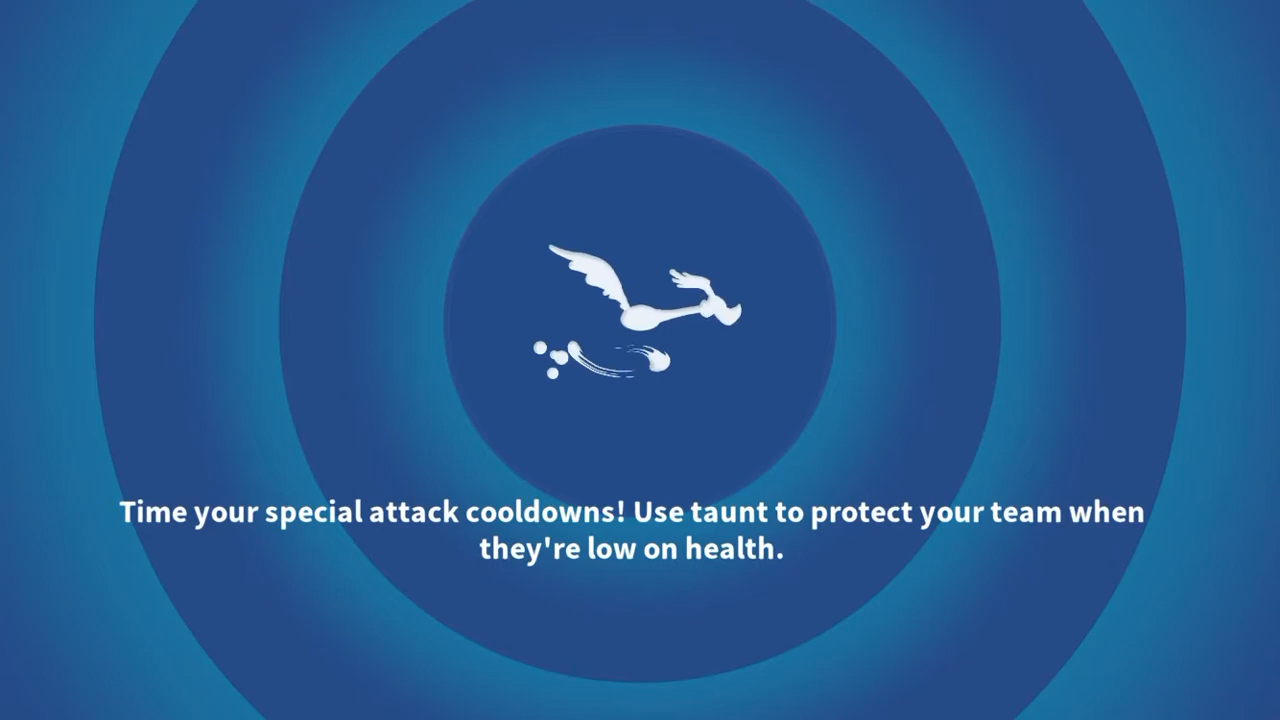 Time your special attack cooldowns! Use taunt to protect your team when
they're low on health.